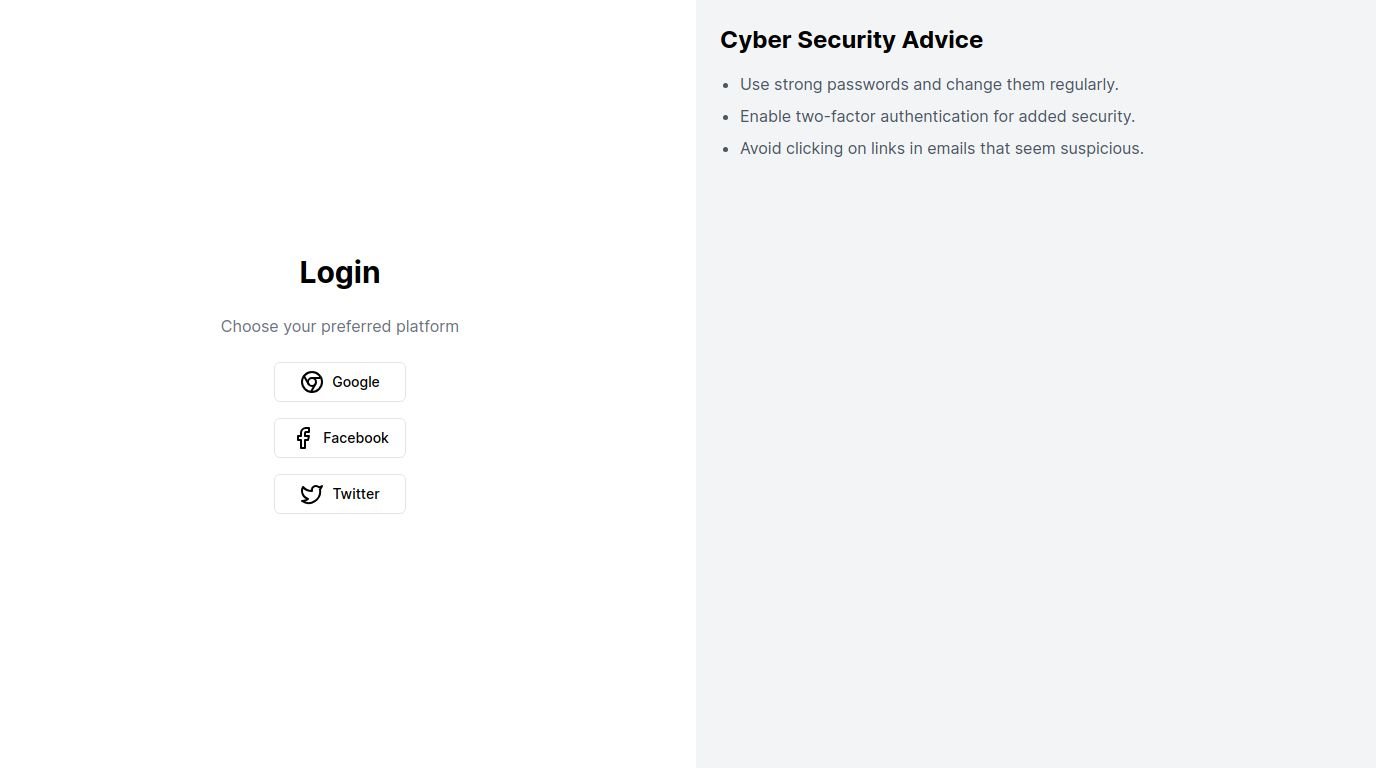 Login
Choose your preferred platform
Google
Facebook
Twitter
Cyber Security Advice
Use strong passwords and change them regularly.
Enable two-factor authentication for added security.
Avoid clicking on links in emails that seem suspicious.